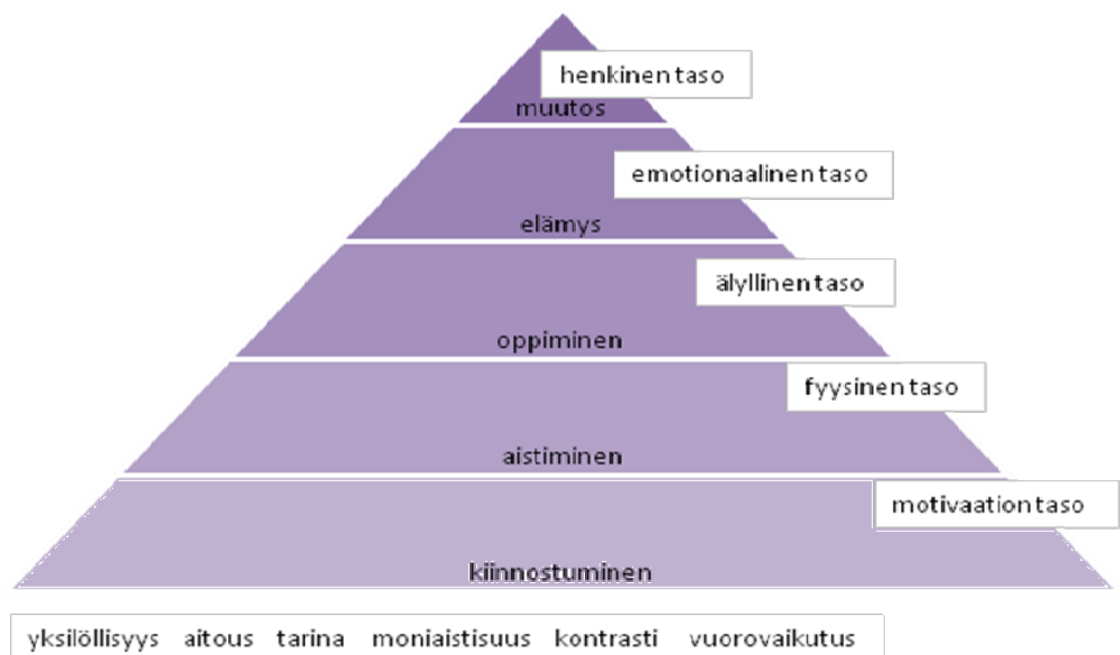 henkinen taso
muutos
emotionaalinen taso
elämys
älyllinen taso
oppiminen
fyysinen taso
aistiminen
motivaation taso
kiinnostuminen
yksilöllisyys aitous tarina moniaistisuus kontrasti vuorovaikutus